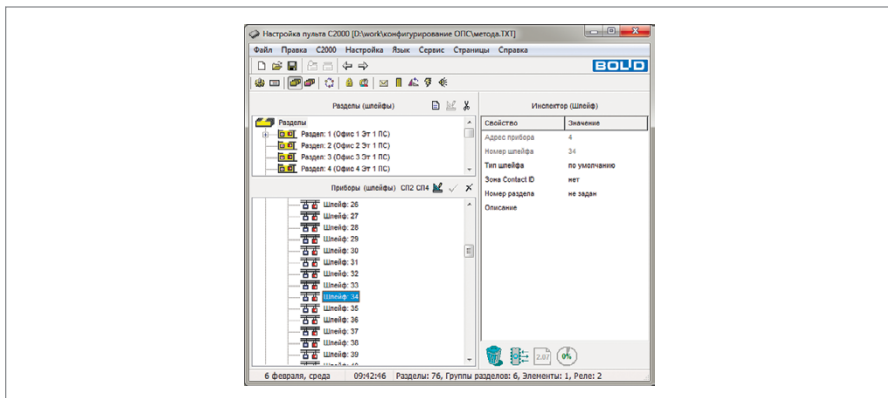 Настройка пульта C2000 [D:\work\конфигурирование ОПС\метода.TXT]
Файл Правка C2000 Настройка Язык Сервис Страницы Справка
BOLID
Разделы (шлейфы)
Разделы
Раздел: 1 (Офис 1 Эт 1 ПС)
Раздел: 2 (Офис 2 Эт 1 ПС)
Раздел: 3 (Офис 3 Эт 1 ПС)
Раздел: 4 (Офис 4 Эт 1 ПС)
Приборы (шлейфы) СП2 СП4
Шлейф: 26
Шлейф: 27
Шлейф: 28
Шлейф: 29
Шлейф: 30
Шлейф: 31
Шлейф: 32
Шлейф: 33
Шлейф: 34
Шлейф: 35
Шлейф: 36
Шлейф: 37
Шлейф: 38
Шлейф: 39
Инспектор (Шлейф)
Свойство Значение
Адрес прибора 4
Номер шлейфа 34
Тип шлейфа по умолчанию
Зона Contact ID нет
Номер раздела не задан
Описание
2.07
0%
6 февраля, среда 09:42:46 Разделы: 76, Группы разделов: 6, Элементы: 1, Реле: 2